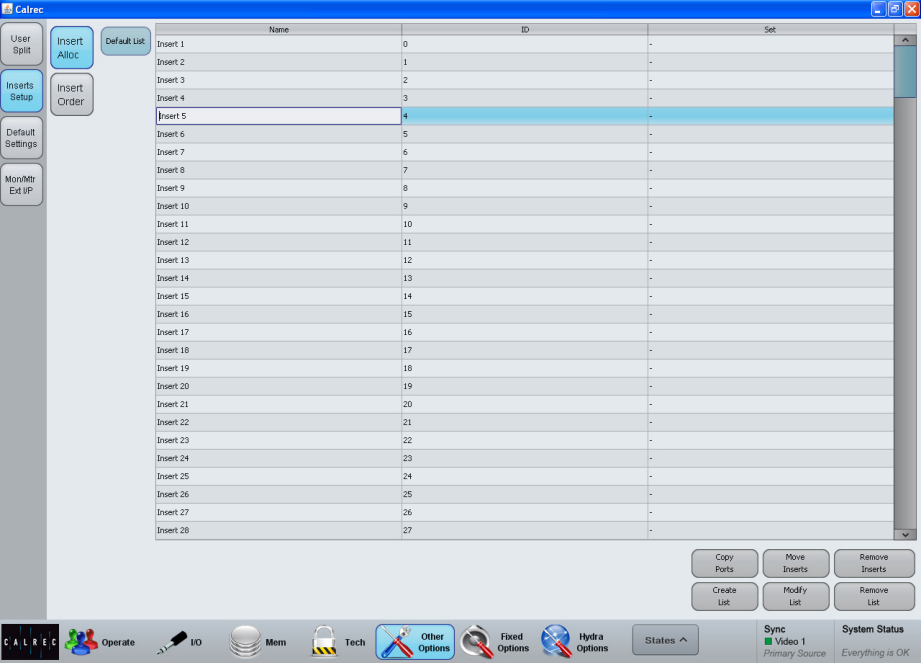 Calrec
User
Split
Inserts
Setup
Default
Settings
Mon/Mtr
Ext I/P
Insert
Alloc
Insert
Order
Default List
Name ID Set
Insert 1 0 -
Insert 2 1 -
Insert 3 2 -
Insert 4 3 -
Insert 5 4 -
Insert 6 5 -
Insert 7 6 -
Insert 8 7 -
Insert 9 8 -
Insert 10 9 -
Insert 11 10 -
Insert 12 11 -
Insert 13 12 -
Insert 14 13 -
Insert 15 14 -
Insert 16 15 -
Insert 17 16 -
Insert 18 17 -
Insert 19 18 -
Insert 20 19 -
Insert 21 20 -
Insert 22 21 -
Insert 23 22 -
Insert 24 23 -
Insert 25 24 -
Insert 26 25 -
Insert 27 26 -
Insert 28 27 -
Copy
Ports
Move
Inserts
Remove
Inserts
Create
List
Modify
List
Remove
List
CALREC
Operate
I/O
Mem
Tech
Other
Options
Fixed
Options
Hydra
Options
States
Sync
Video 1
Primary Source
System Status
Everything is OK